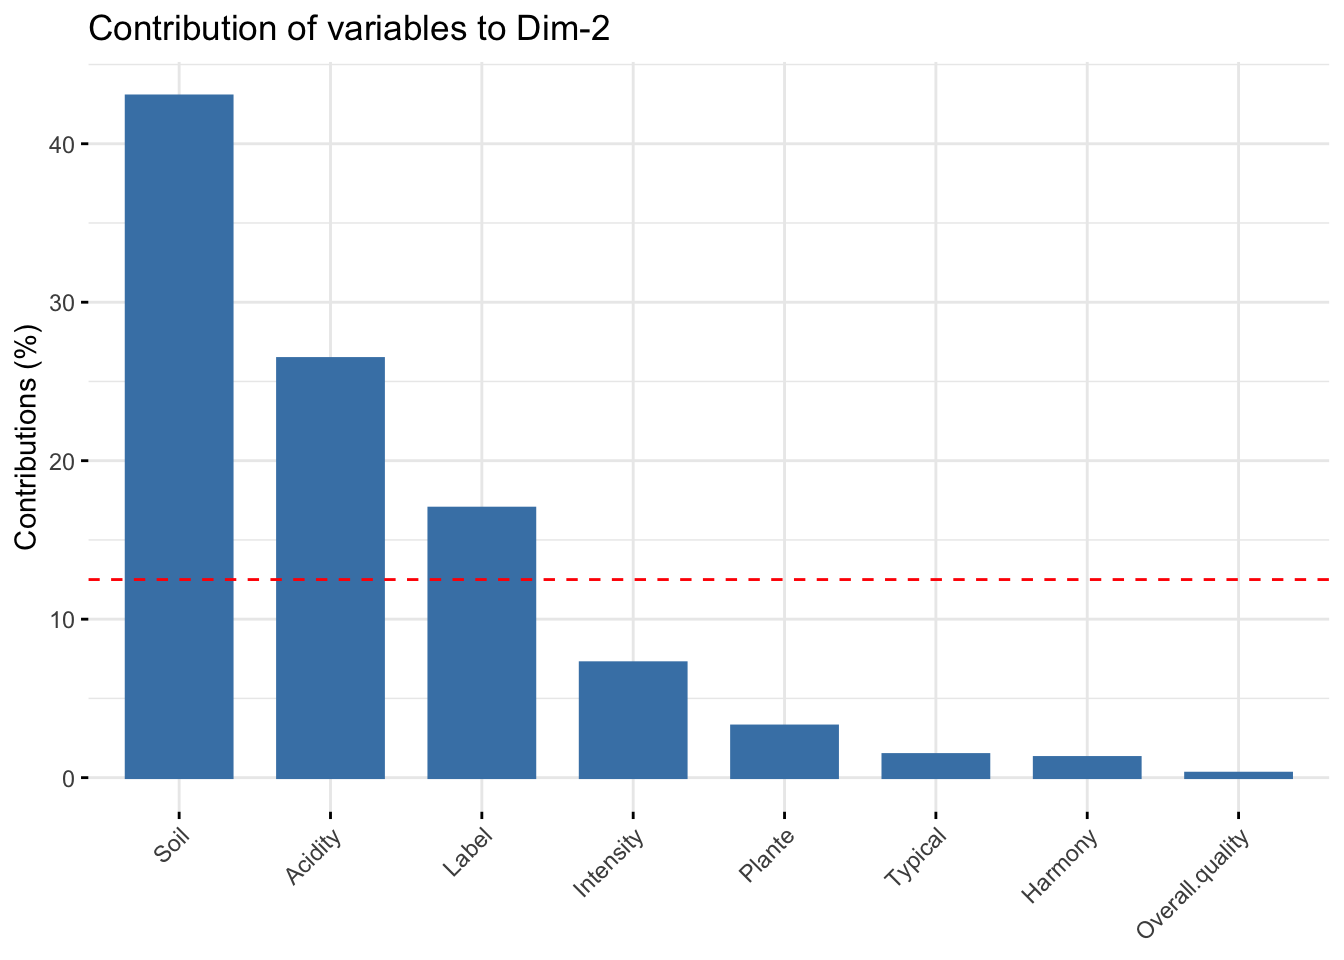 Contribution of variables to Dim-2
Contributions (%)
40
30
20
10
0
Soil
Acidity
Label
Intensity
Plante
Typical
Harmony
Overall.quality